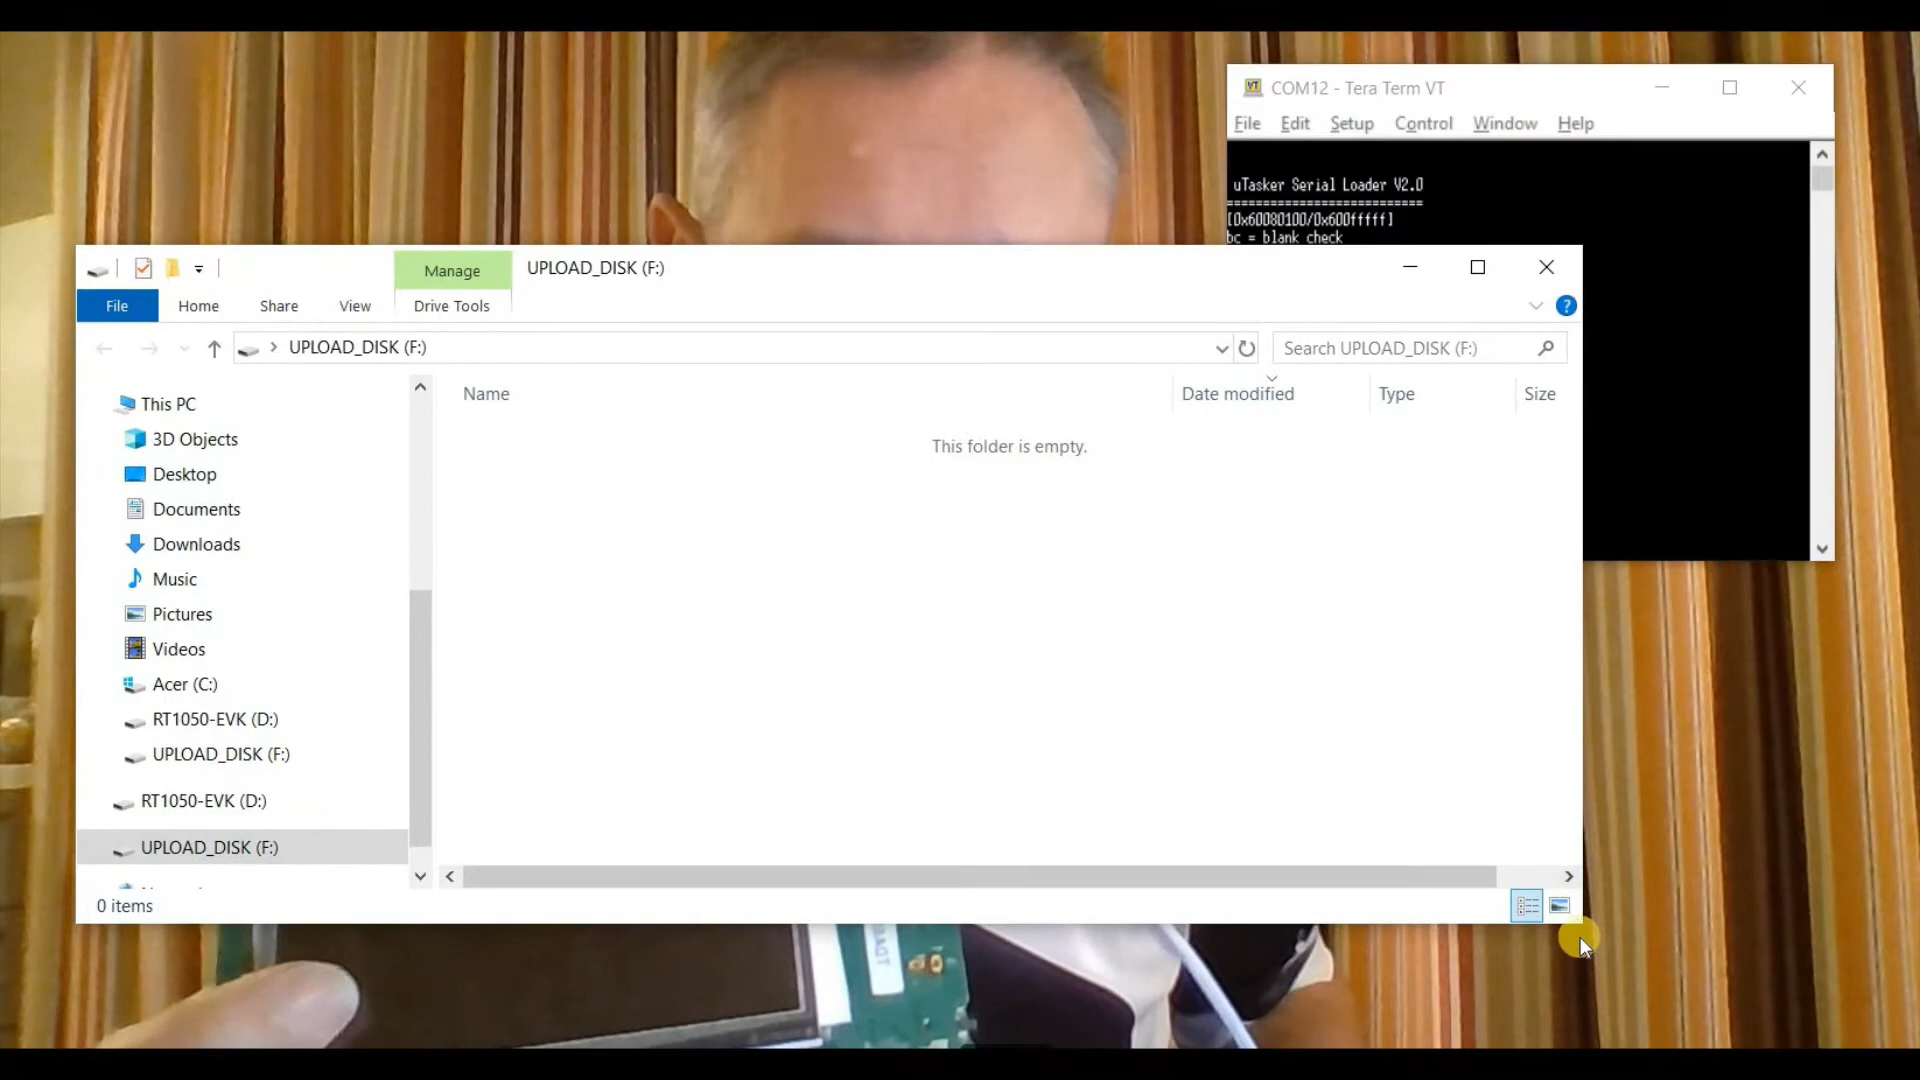 COM12 - Tera Term VT
File Edit Setup Control Window Help
uTasker Serial Loader V2.0
===========================
[0x60080100/0x600fffff]
bc = blank check
Manage
UPLOAD_DISK (F:)
File Home Share View Drive Tools
UPLOAD_DISK (F:)
Search UPLOAD_DISK (F:)
Name Date modified Type Size
This folder is empty.
This PC
3D Objects
Desktop
Documents
Downloads
Music
Pictures
Videos
Acer (C:)
RT1050-EVK (D:)
UPLOAD_DISK (F:)
RT1050-EVK (D:)
UPLOAD_DISK (F:)
0 items